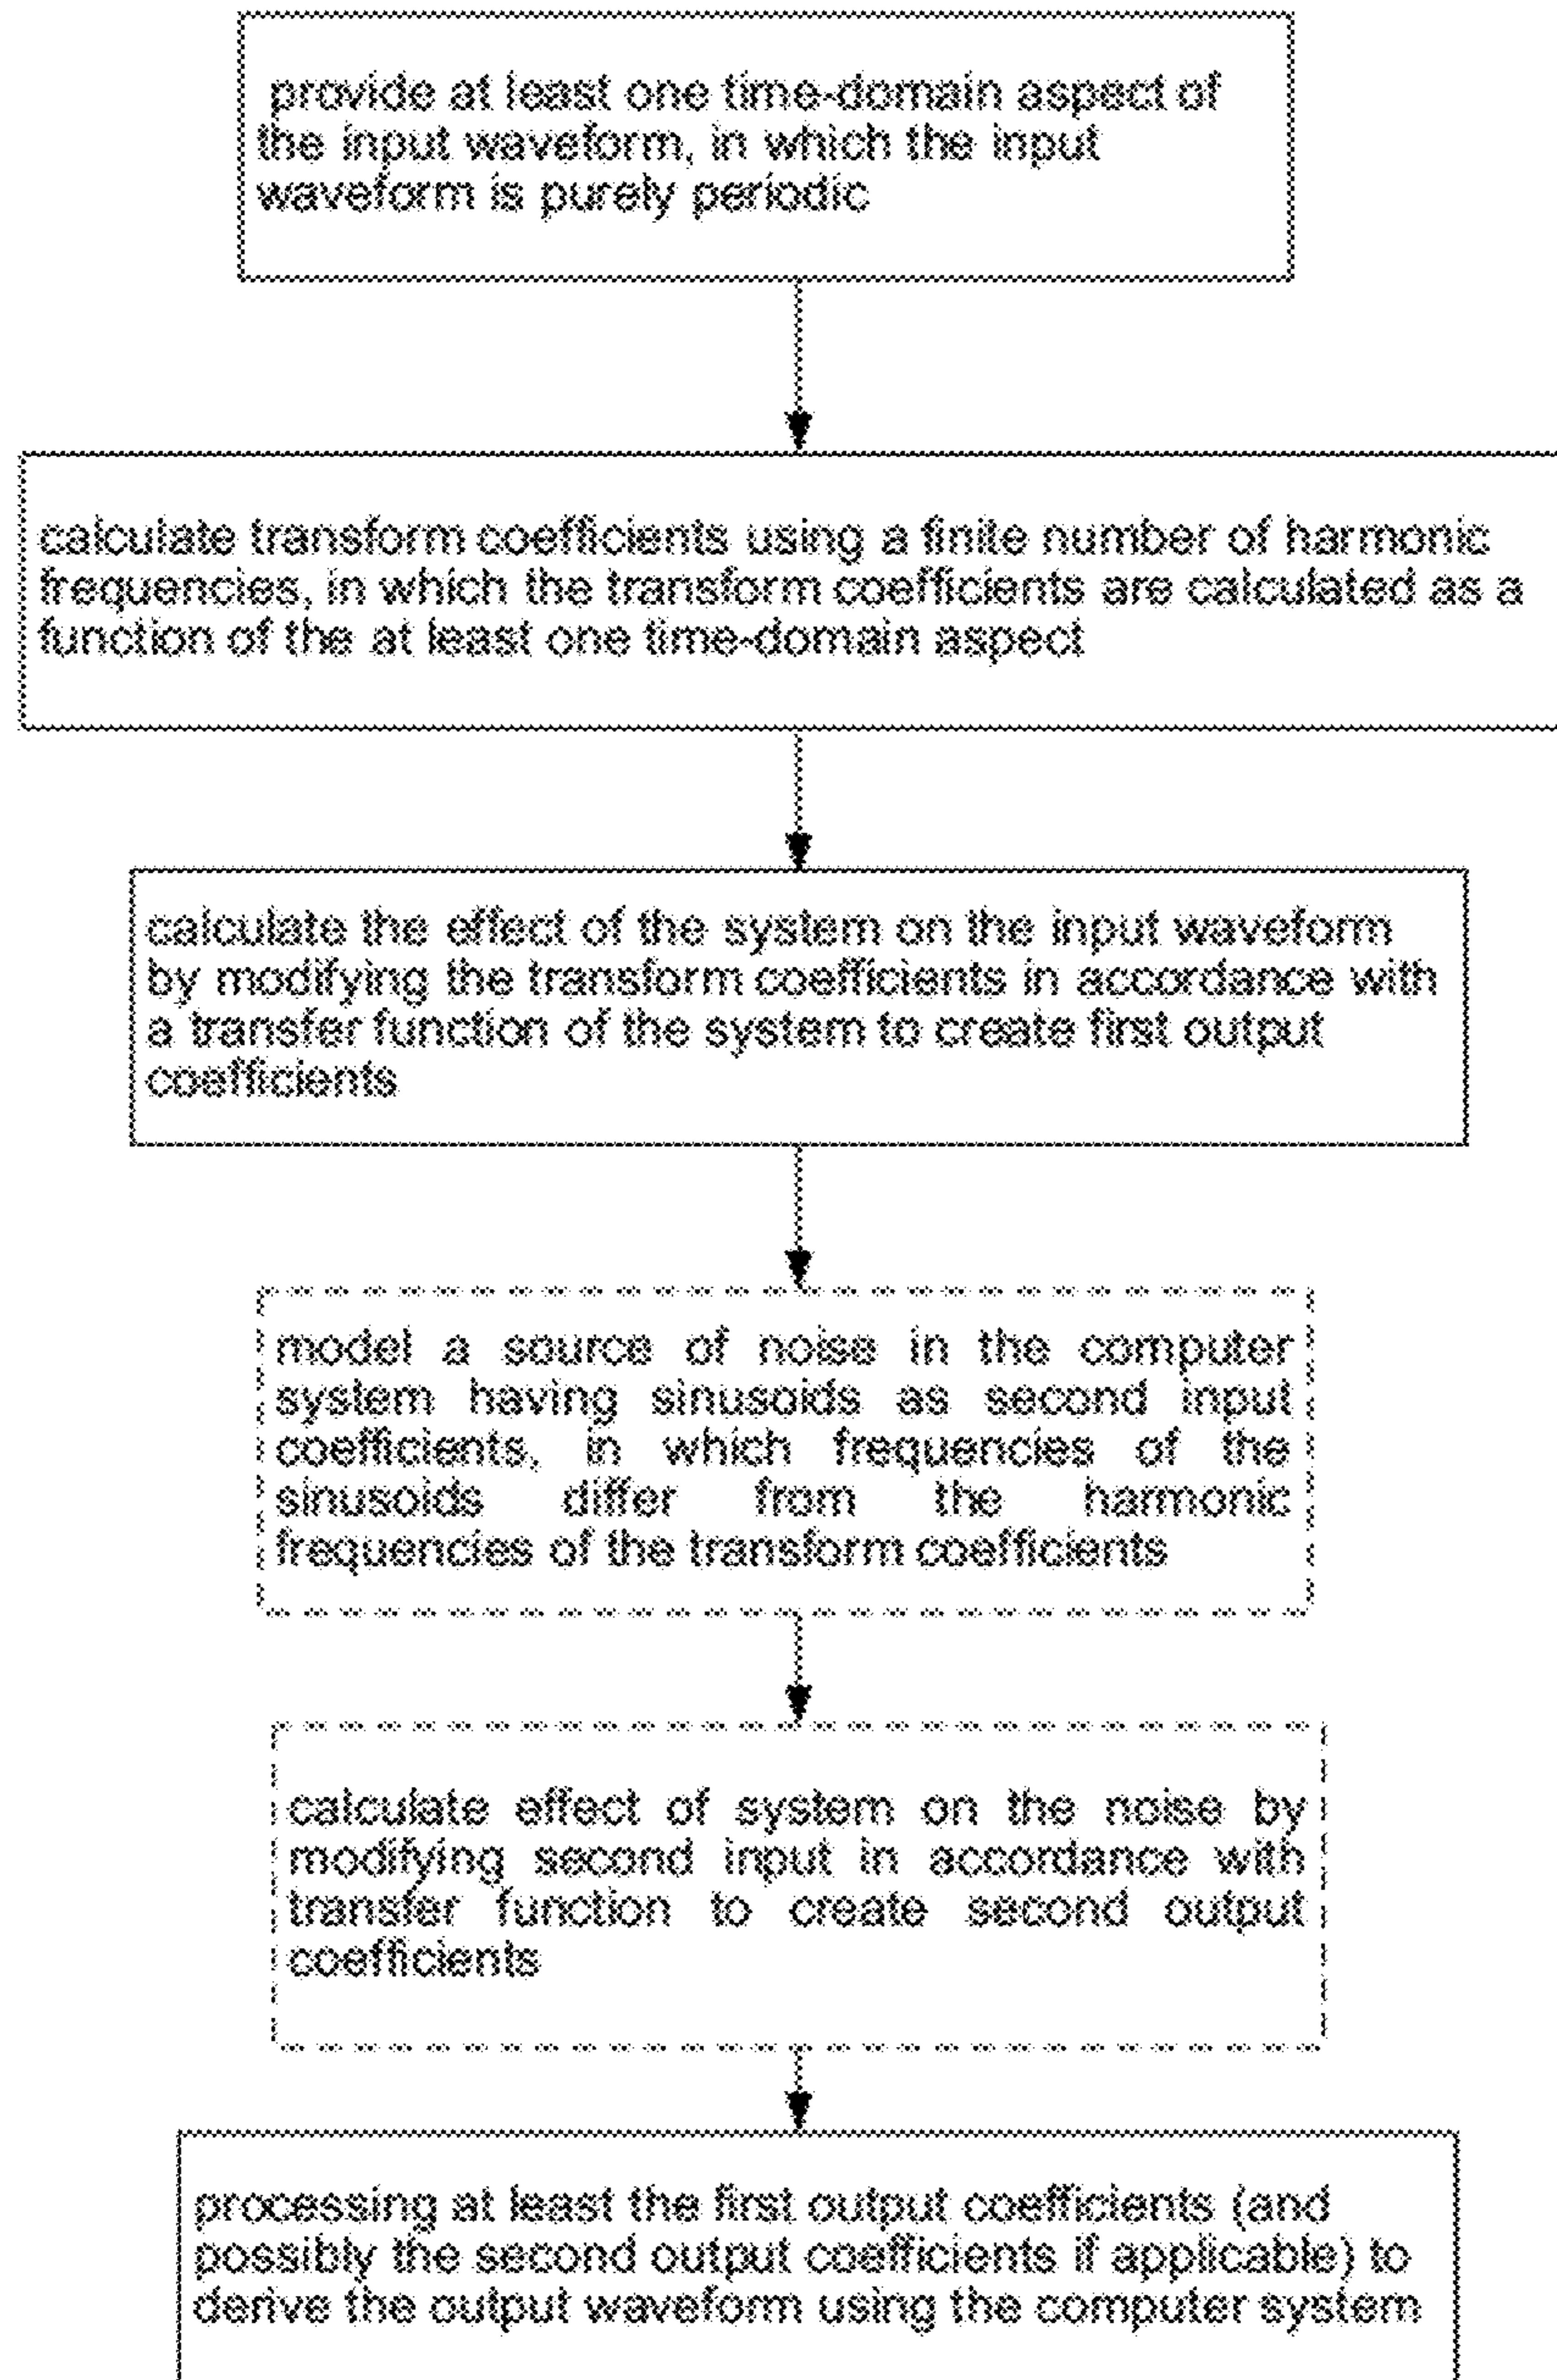 provide at least one time-domain aspect of
the input waveform, in which the input
waveform is purely periodic
calculate transform coefficients using a finite number of harmonic
frequencies, in which the transform coefficients are calculated as a
function of the at least one time-domain aspect
calculate the effect of the system on the input waveform
by modifying the transform coefficients in accordance with
a transfer function of the system to create first output
coefficients
model a source of noise in the computer
system having sinusoids as second input
coefficients, in which frequencies of the
sinusoids differ from the harmonic
frequencies of the transform coefficients
calculate effect of system on the noise by
modifying second input in accordance with
transfer function to create second output
coefficients
processing at least the first output coefficients (and
possibly the second output coefficients if applicable) to
derive the output waveform using the computer system